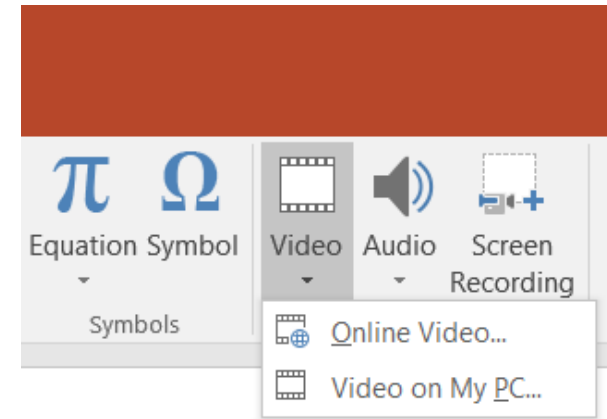 π Ω
Equation Symbol Video Audio Screen
Recording
Symbols
Online Video...
Video on My PC...